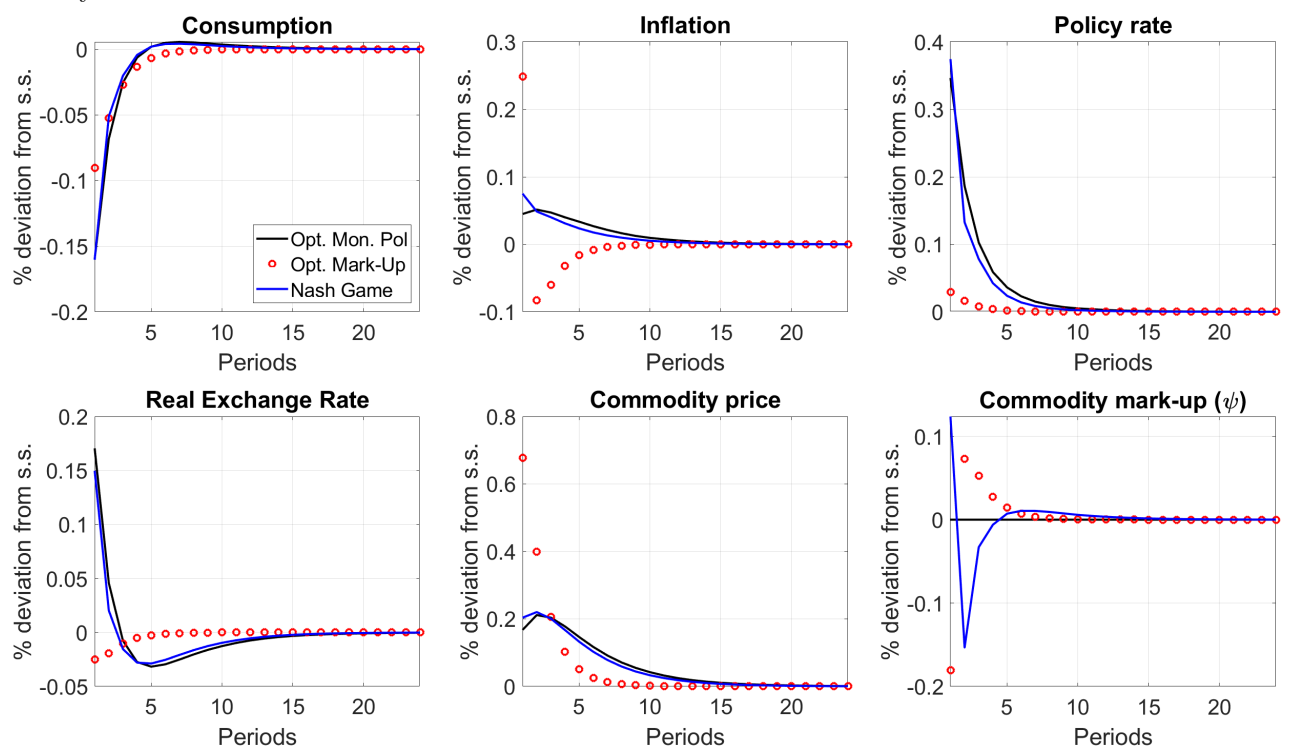 Consumption
Inflation
Policy rate
% deviation from s.s.
0
-0.05
-0.1
-0.15
-0.2
5
10
15
20
Periods
Opt. Mon. Pol
Opt. Mark-Up
Nash Game
% deviation from s.s.
0.3
0.2
0.1
0
-0.1
5
10
15
20
Periods
% deviation from s.s.
0.4
0.3
0.2
0.1
0
5
10
15
20
Periods
Real Exchange Rate
Commodity price
Commodity mark-up (ψ)
% deviation from s.s.
0.2
0.15
0.1
0.05
0
-0.05
5
10
15
20
Periods
% deviation from s.s.
0.8
0.6
0.4
0.2
0
5
10
15
20
Periods
% deviation from s.s.
0.1
0
-0.1
-0.2
5
10
15
20
Periods